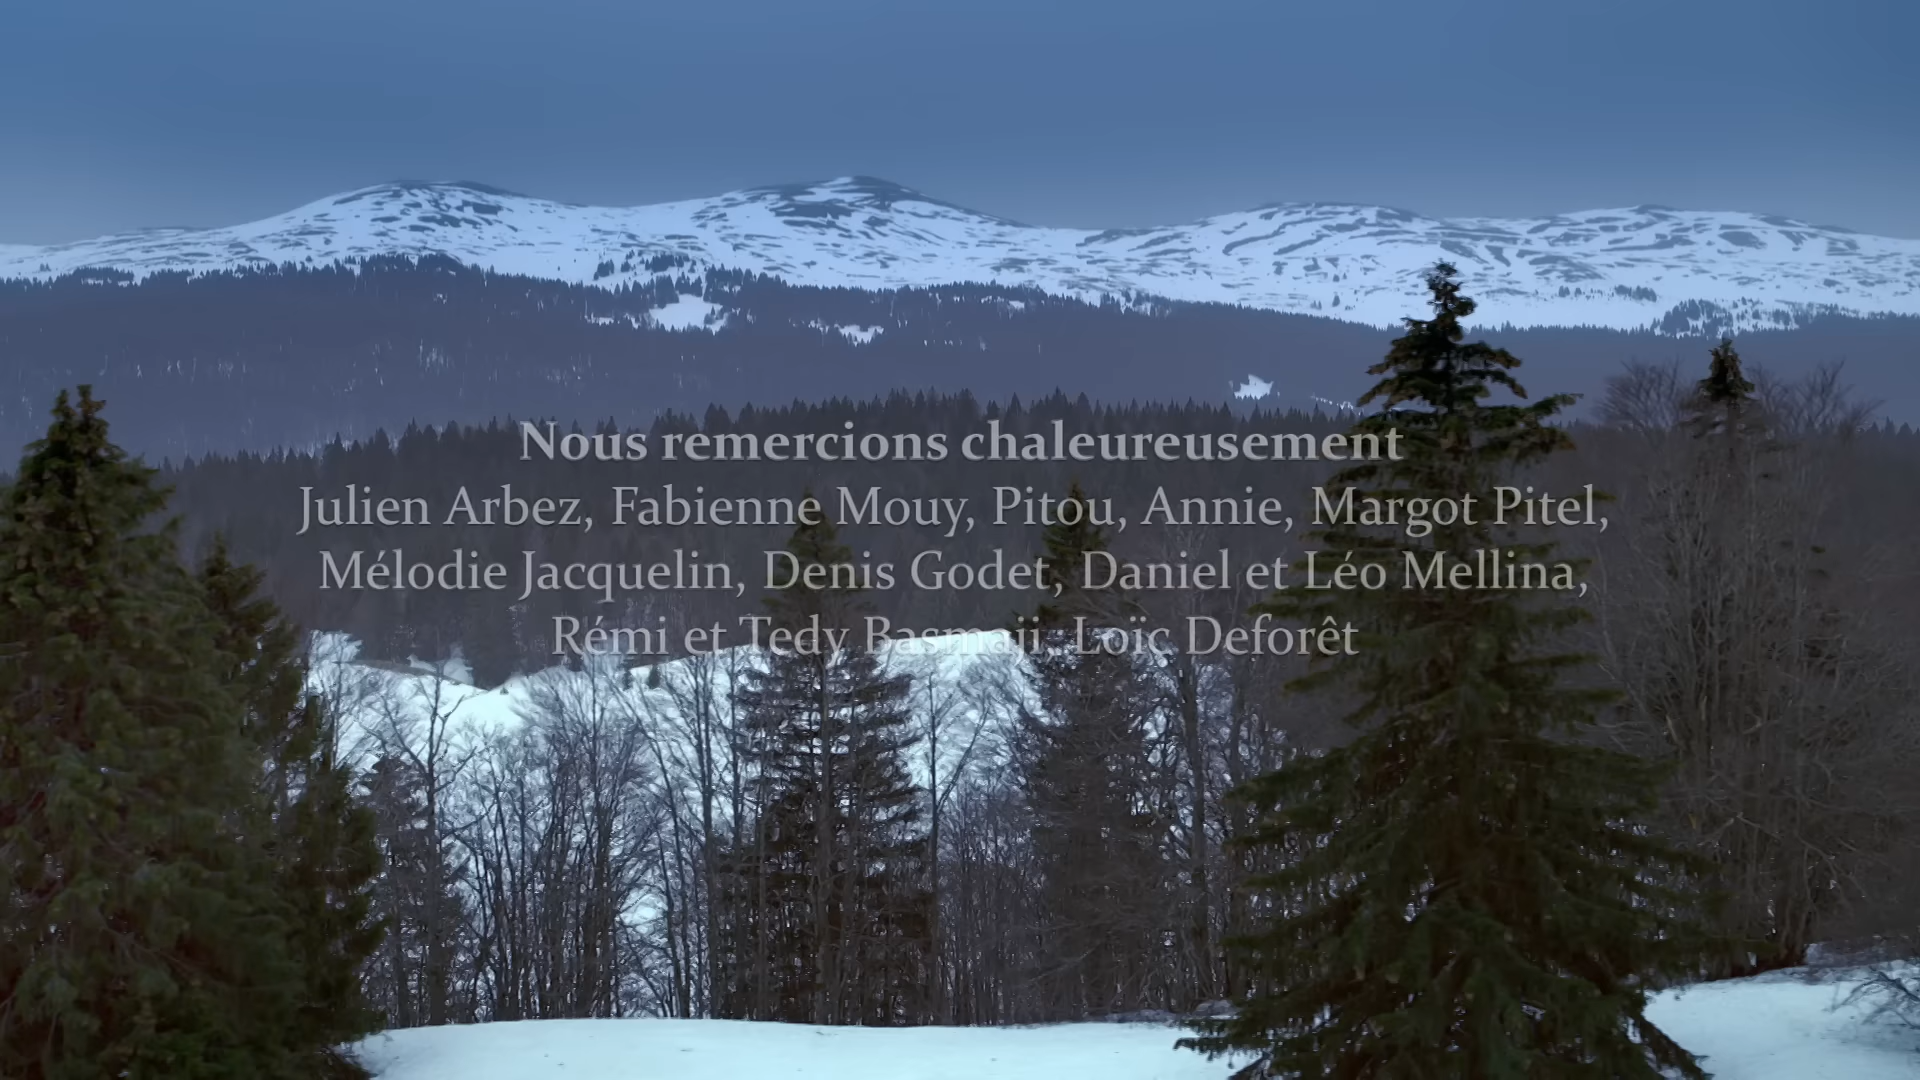 Nous remercions chaleureusement
Julien Arbez, Fabienne Mouy, Pitou, Annie, Margot Pitel,
Mélodie Jacquelin, Denis Godet, Daniel et Léo Mellina,
Rémi et Tedy Basmaji, Loïc Deforêt